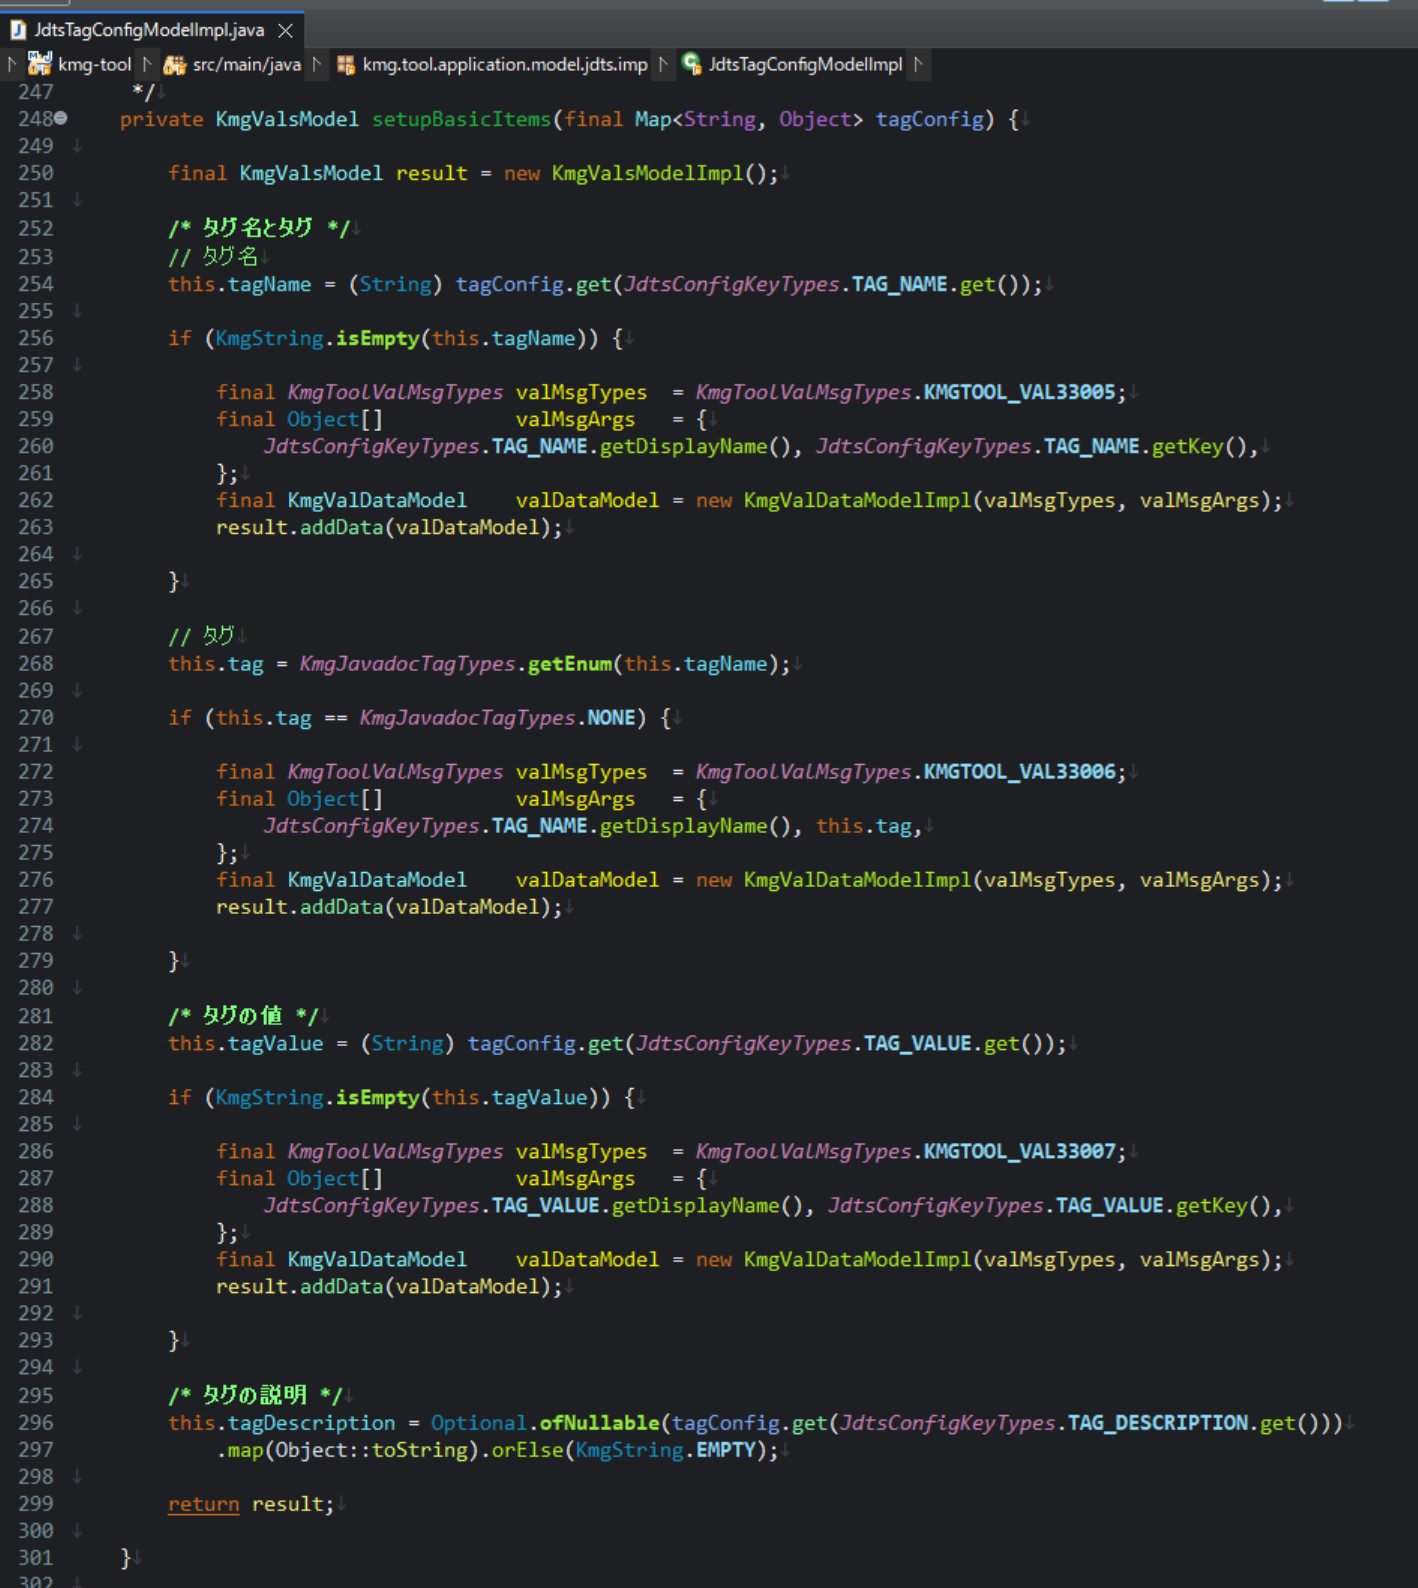 JdtsTagConfigModelImpl.java
kmg-tool src/main/java kmg.tool.application.model.jdts.imp JdtsTagConfigModelImpl
247 */
248 private KmgValsModel setupBasicItems(final Map<String, Object> tagConfig) {
249
250 final KmgValsModel result = new KmgValsModelImpl();
251
252 /* タグ名とタグ */
253 // タグ名
254 this.tagName = (String) tagConfig.get(JdtsConfigKeyTypes.TAG_NAME.get());
255
256 if (KmgString.isEmpty(this.tagName)) {
257
258 final KmgToolValMsgTypes valMsgTypes = KmgToolValMsgTypes.KMGTOOL_VAL33005;
259 final Object[] valMsgArgs = {
260 JdtsConfigKeyTypes.TAG_NAME.getDisplayName(), JdtsConfigKeyTypes.TAG_NAME.getKey(),
261 };
262 final KmgValDataModel valDataModel = new KmgValDataModelImpl(valMsgTypes, valMsgArgs);
263 result.addData(valDataModel);
264
265 }
266
267 // タグ
268 this.tag = KmgJavadocTagTypes.getEnum(this.tagName);
269
270 if (this.tag == KmgJavadocTagTypes.NONE) {
271
272 final KmgToolValMsgTypes valMsgTypes = KmgToolValMsgTypes.KMGTOOL_VAL33006;
273 final Object[] valMsgArgs = {
274 JdtsConfigKeyTypes.TAG_NAME.getDisplayName(), this.tag,
275 };
276 final KmgValDataModel valDataModel = new KmgValDataModelImpl(valMsgTypes, valMsgArgs);
277 result.addData(valDataModel);
278
279 }
280
281 /* タグの値 */
282 this.tagValue = (String) tagConfig.get(JdtsConfigKeyTypes.TAG_VALUE.get());
283
284 if (KmgString.isEmpty(this.tagValue)) {
285
286 final KmgToolValMsgTypes valMsgTypes = KmgToolValMsgTypes.KMGTOOL_VAL33007;
287 final Object[] valMsgArgs = {
288 JdtsConfigKeyTypes.TAG_VALUE.getDisplayName(), JdtsConfigKeyTypes.TAG_VALUE.getKey(),
289 };
290 final KmgValDataModel valDataModel = new KmgValDataModelImpl(valMsgTypes, valMsgArgs);
291 result.addData(valDataModel);
292
293 }
294
295 /* タグの説明 */
296 this.tagDescription = Optional.ofNullable(tagConfig.get(JdtsConfigKeyTypes.TAG_DESCRIPTION.get()))
297 .map(Object::toString).orElse(KmgString.EMPTY);
298
299 return result;
300
301 }
302